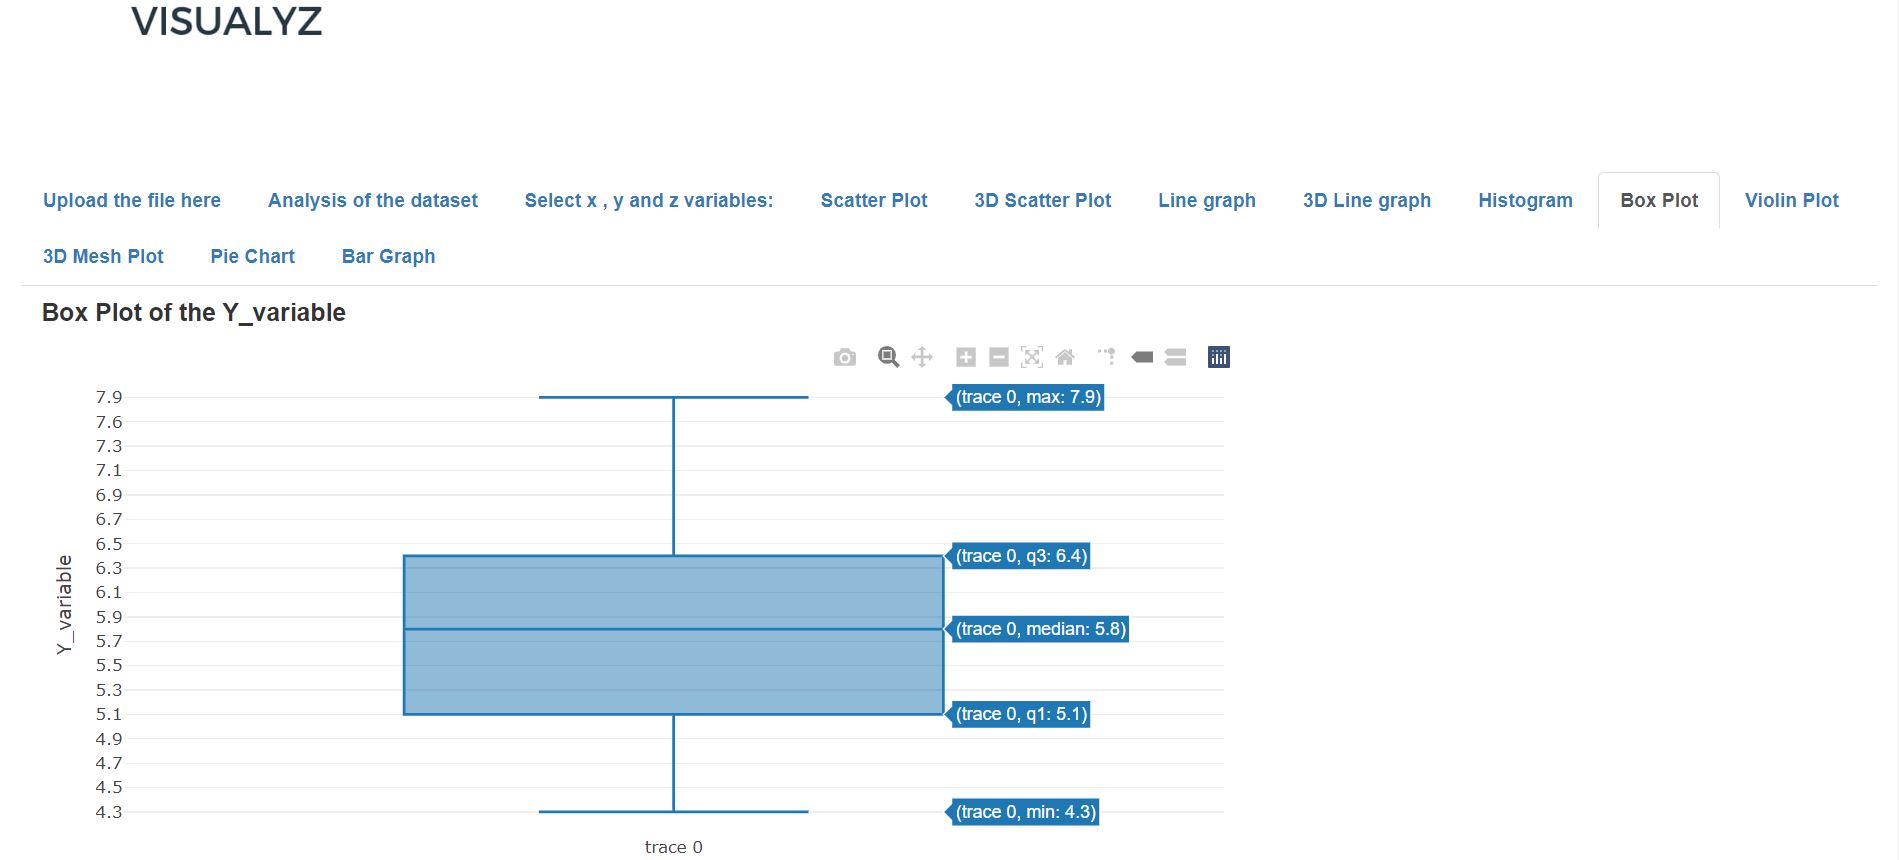 VISUALYZ
Upload the file here Analysis of the dataset Select x , y and z variables: Scatter Plot 3D Scatter Plot Line graph 3D Line graph Histogram Box Plot Violin Plot
3D Mesh Plot Pie Chart Bar Graph
Box Plot of the Y_variable
7.9
7.6
7.3
7.1
6.9
6.7
6.5
6.3
6.1
5.9
5.7
5.5
5.3
5.1
4.9
4.7
4.5
4.3
Y_variable
(trace 0, max: 7.9)
(trace 0, q3: 6.4)
(trace 0, median: 5.8)
(trace 0, q1: 5.1)
(trace 0, min: 4.3)
trace 0